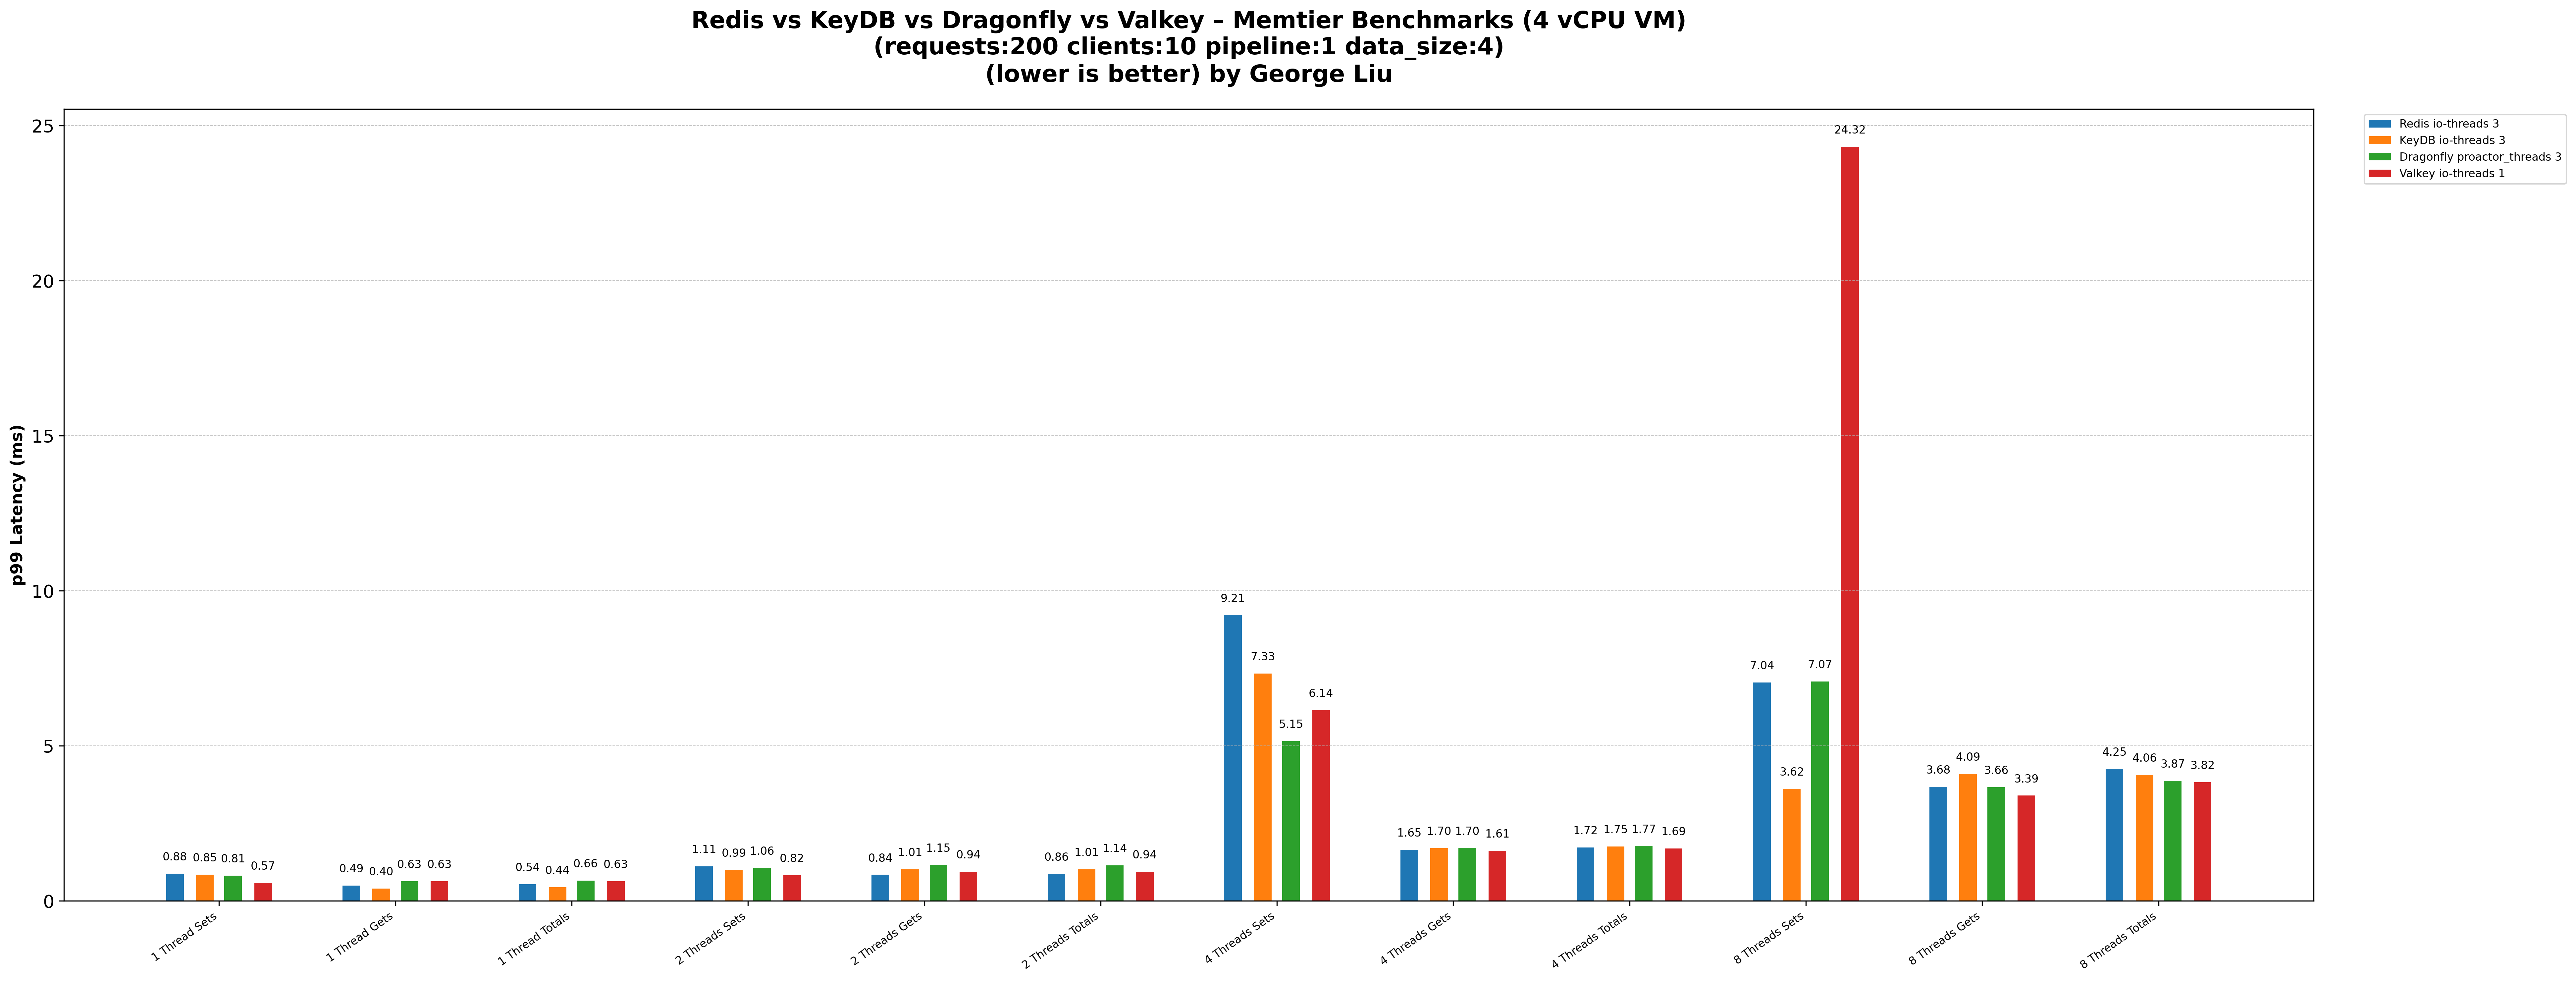 Redis vs KeyDB vs Dragonfly vs Valkey – Memtier Benchmarks (4 vCPU VM)
(requests:200 clients:10 pipeline:1 data_size:4)
(lower is better) by George Liu
Redis io-threads 3
KeyDB io-threads 3
Dragonfly proactor_threads 3
Valkey io-threads 1
p99 Latency (ms)
25
20
15
10
5
0
0.88 0.85 0.81 0.57
0.49 0.40 0.63 0.63
0.54 0.44 0.66 0.63
1.11 0.99 1.06 0.82
0.84 1.01 1.15 0.94
0.86 1.01 1.14 0.94
9.21 7.33 5.15 6.14
1.65 1.70 1.70 1.61
1.72 1.75 1.77 1.69
7.04 3.62 7.07 24.32
3.68 4.09 3.66 3.39
4.25 4.06 3.87 3.82
1 Thread Sets
1 Thread Gets
1 Thread Totals
2 Threads Sets
2 Threads Gets
2 Threads Totals
4 Threads Sets
4 Threads Gets
4 Threads Totals
8 Threads Sets
8 Threads Gets
8 Threads Totals